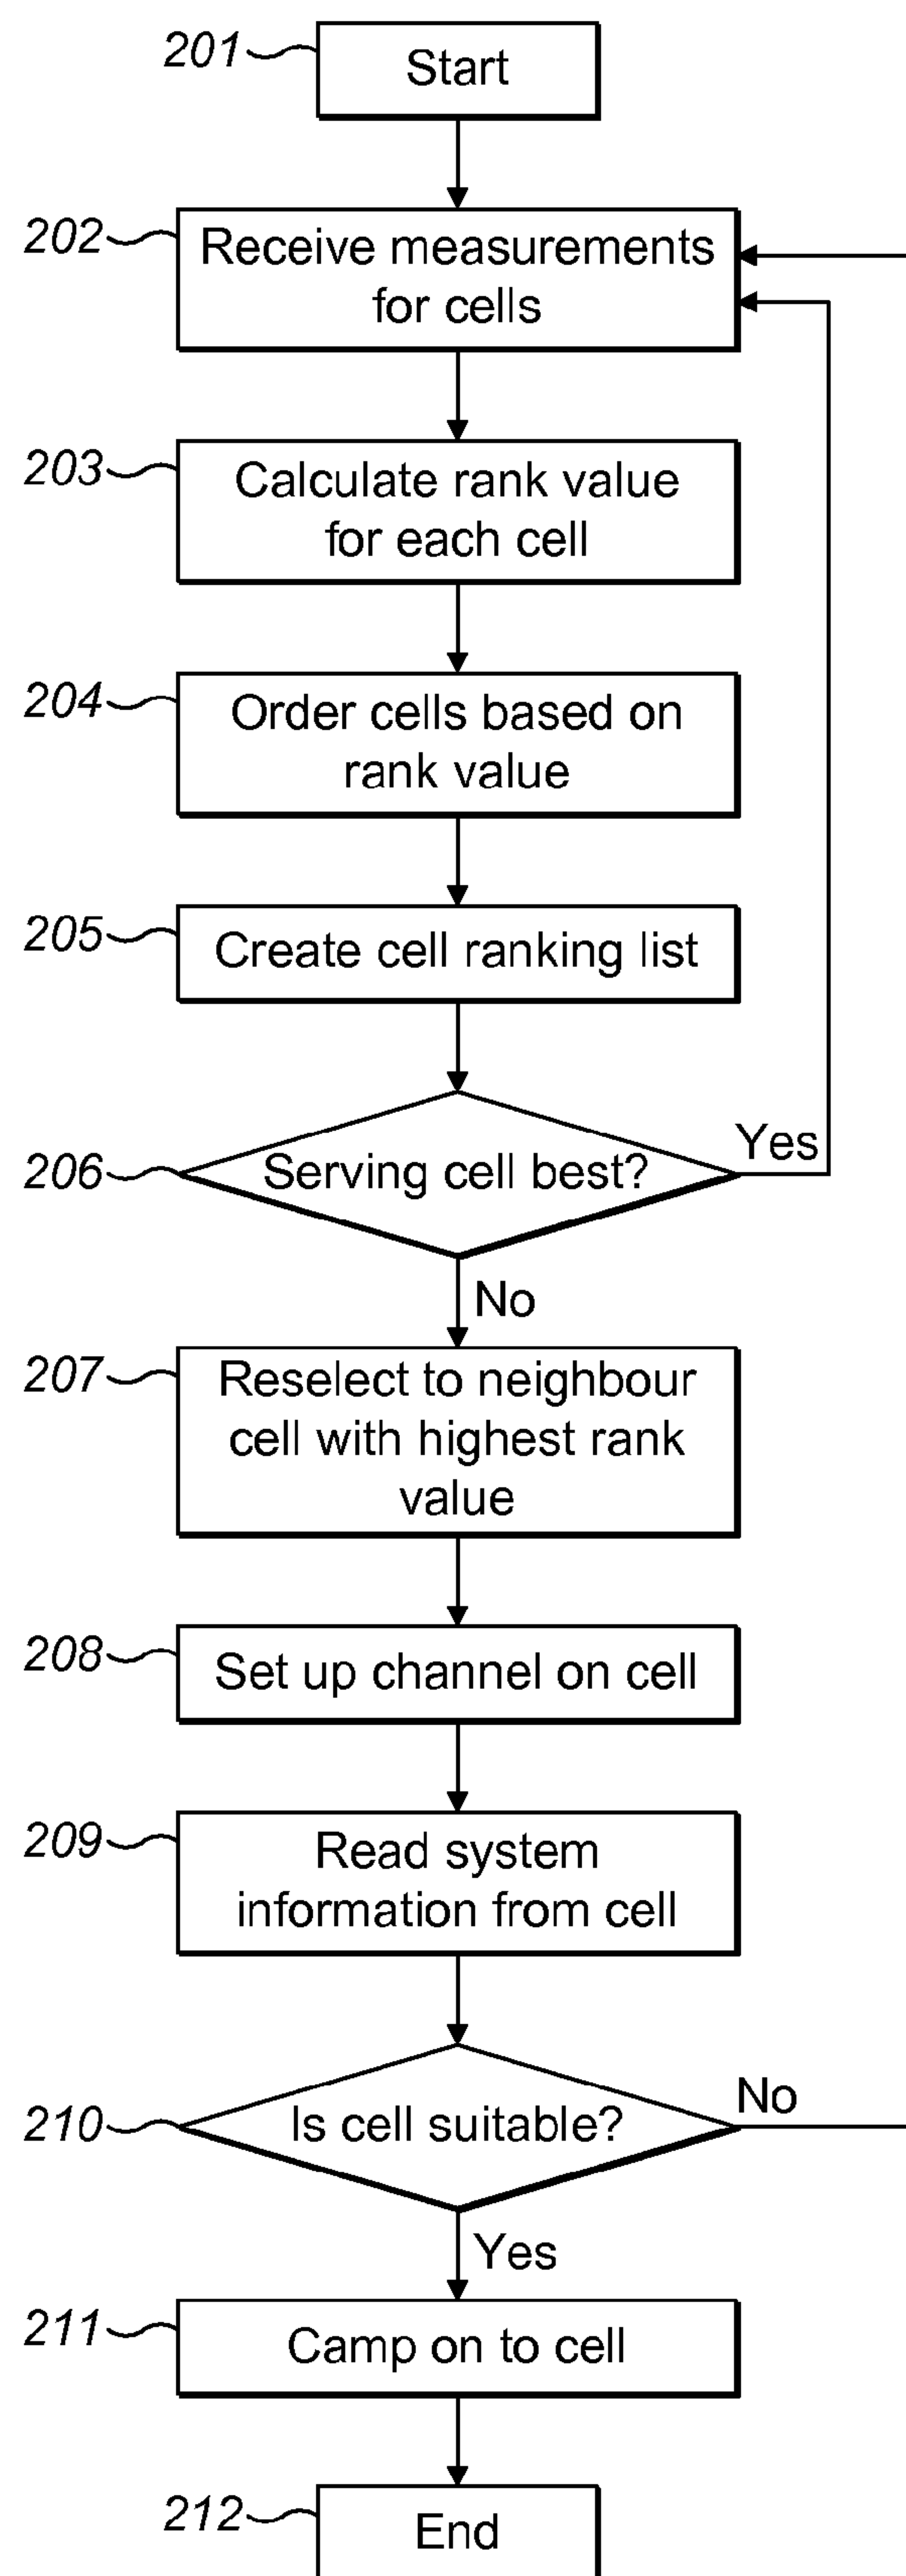 201
Start
202
Receive measurements
for cells
203
Calculate rank value
for each cell
204
Order cells based on
rank value
205
Create cell ranking list
206
Serving cell best?
Yes
No
207
Reselect to neighbour
cell with highest rank
value
208
Set up channel on cell
209
Read system
information from cell
210
Is cell suitable?
No
Yes
211
Camp on to cell
212
End